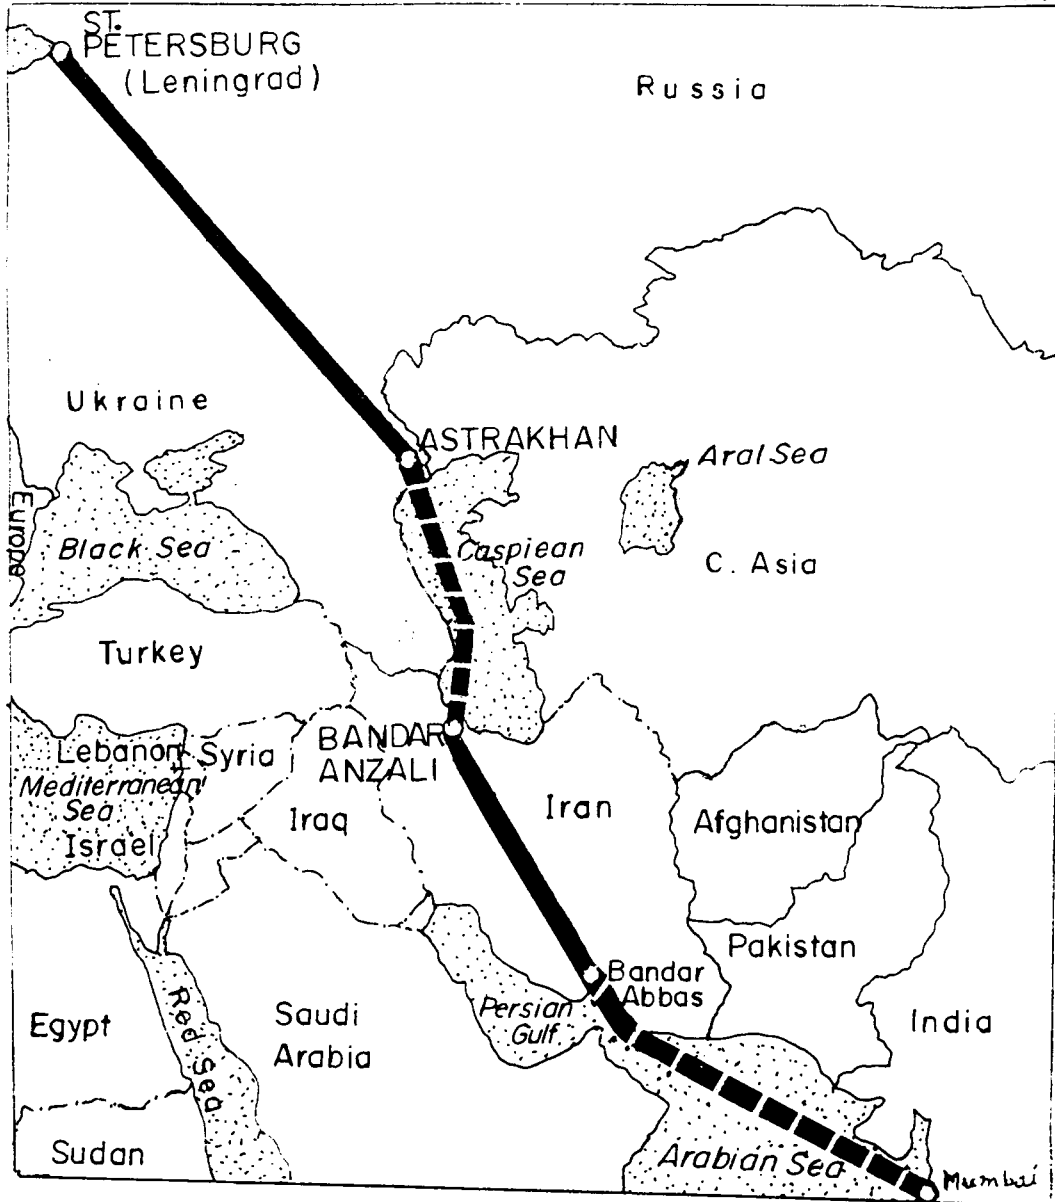 ST.
PETERSBURG
(Leningrad)
Russia
Ukraine
ASTRAKHAN
Aral Sea
Europe
Black Sea
Caspiean
Sea
C. Asia
Turkey
BANDAR
ANZALI
Lebanon
Syria
Mediterranean
Sea
Israel
Iraq
Iran
Afghanistan
Pakistan
Bandar
Abbas
Persian
Gulf
India
Egypt
Red Sea
Saudi
Arabia
Sudan
Arabian Sea
Mumbai